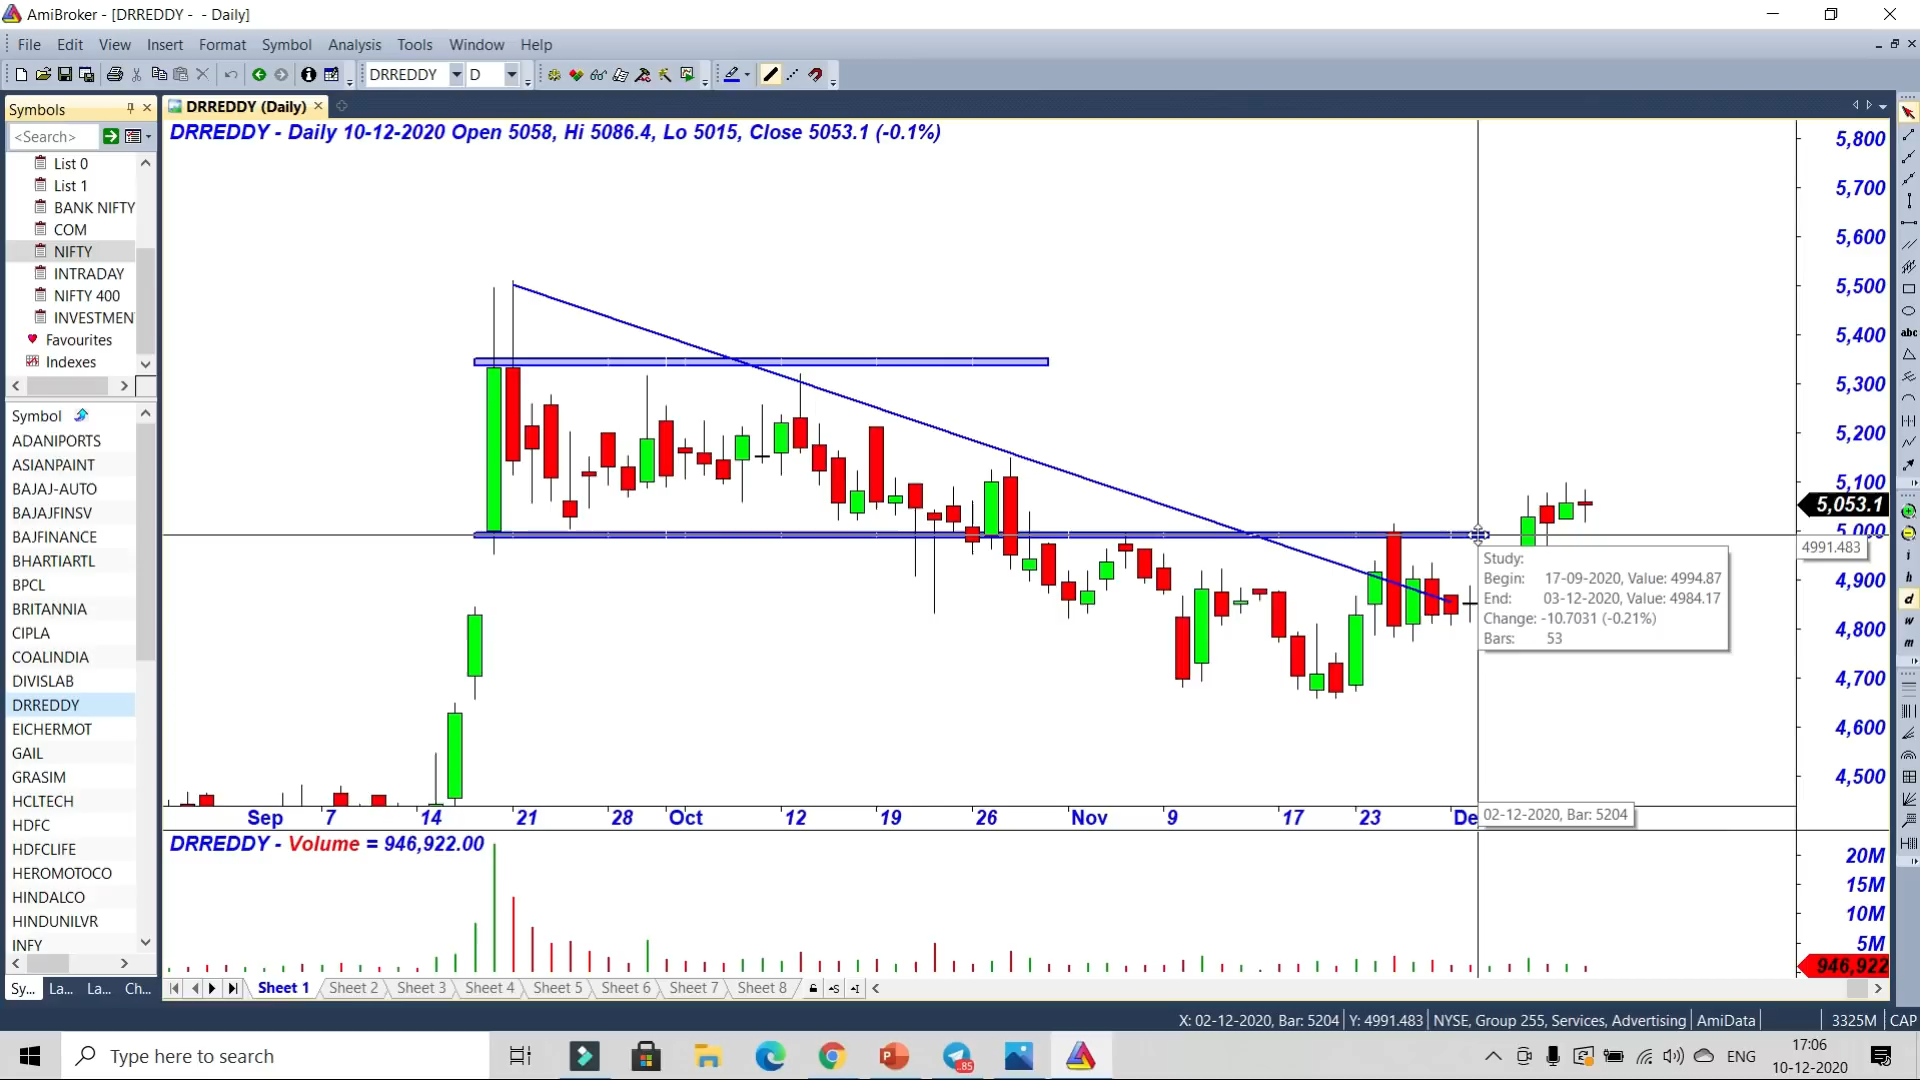 AmiBroker - [DRREDDY - - Daily]
File Edit View Insert Format Symbol Analysis Tools Window Help
DRREDDY D
Symbols
DRREDDY (Daily)
<Search>
DRREDDY - Daily 10-12-2020 Open 5058, Hi 5086.4, Lo 5015, Close 5053.1 (-0.1%)
List 0
List 1
BANK NIFTY
COM
NIFTY
INTRADAY
NIFTY 400
INVESTMEN
Favourites
Indexes
Symbol
ADANIPORTS
ASIANPAINT
BAJAJ-AUTO
BAJAJFINSV
BAJFINANCE
BHARTIARTL
BPCL
BRITANNIA
CIPLA
COALINDIA
DIVISLAB
DRREDDY
EICHERMOT
GAIL
GRASIM
HCLTECH
HDFC
HDFCLIFE
HEROMOTOCO
HINDALCO
HINDUNILVR
INFY
Sy... La... La... Ch...
5,800
5,700
5,600
5,500
5,400
5,300
5,200
5,100
5,053.1
5,000
4991.483
4,900
4,800
4,700
4,600
4,500
Study:
Begin: 17-09-2020, Value: 4994.87
End: 03-12-2020, Value: 4984.17
Change: -10.7031 (-0.21%)
Bars: 53
Sep 7 14 21 28 Oct 12 19 26 Nov 9 17 23 De
02-12-2020, Bar: 5204
DRREDDY - Volume = 946,922.00
20M
15M
10M
5M
946,922
Sheet 1 Sheet 2 Sheet 3 Sheet 4 Sheet 5 Sheet 6 Sheet 7 Sheet 8
abc
i
h
d
w
m
X: 02-12-2020, Bar: 5204 Y: 4991.483 NYSE, Group 255, Services, Advertising AmiData 3325M CAP
Type here to search
85
ENG
17:06
10-12-2020